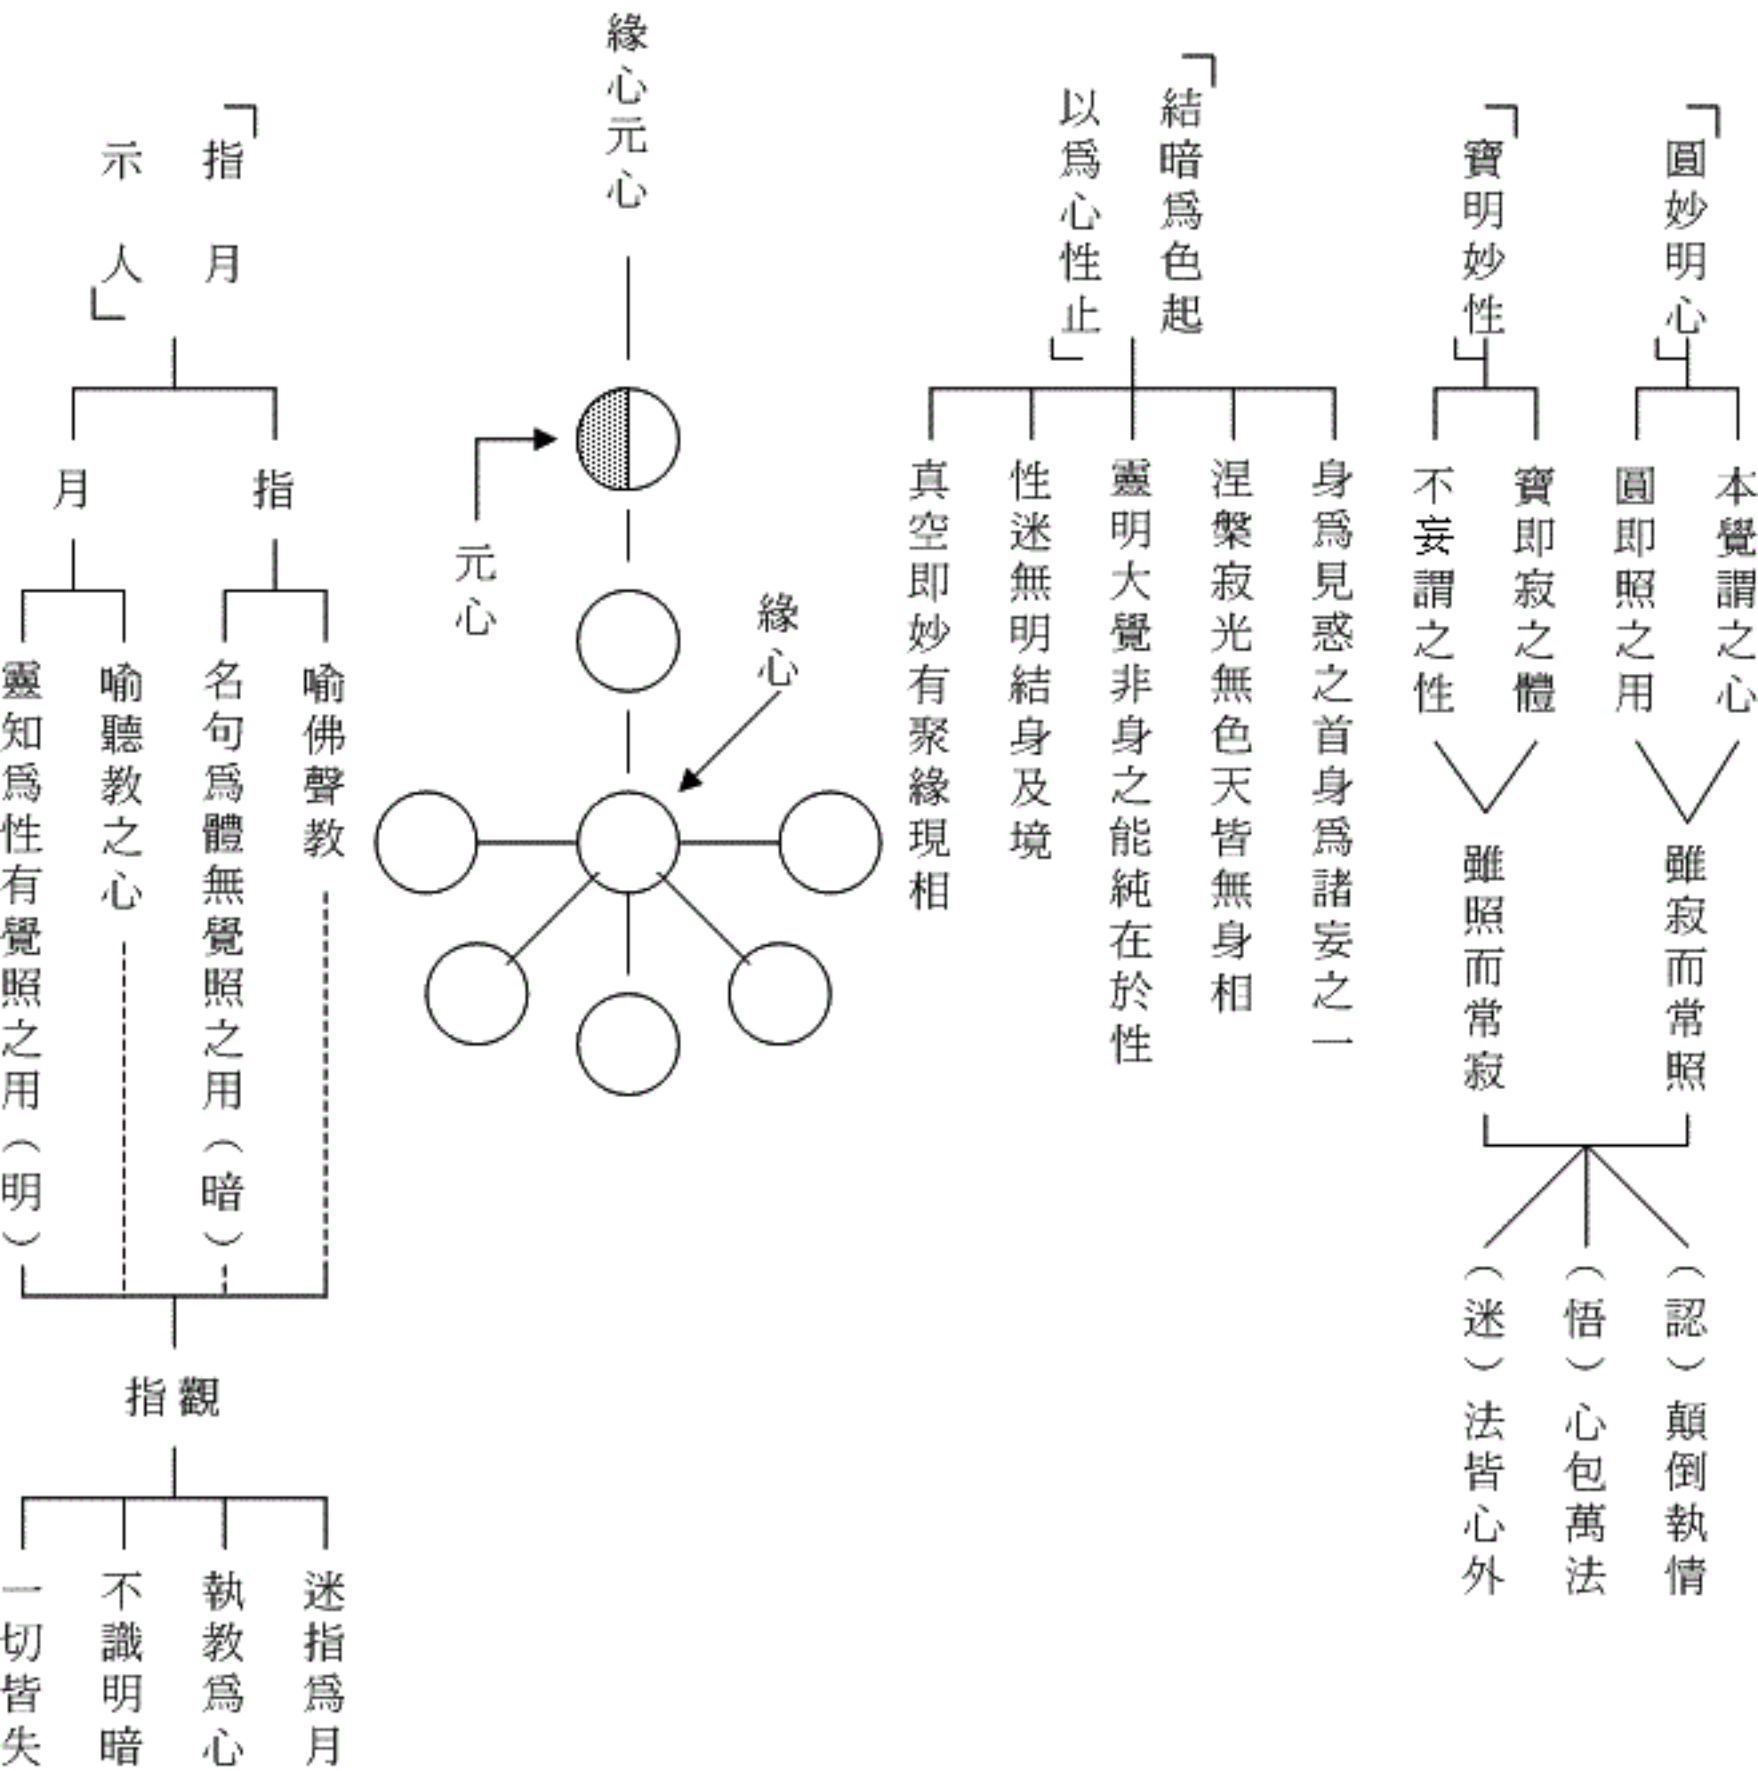 圓妙明心
本覺謂之心
圓即照之用
雖寂而常照
寶明妙性
寶即寂之體
不妄謂之性
雖照而常寂
（認）顛倒執情
（悟）心包萬法
（迷）法皆心外
結暗爲色起
以爲心性止
身爲見惑之首身爲諸妄之一
涅槃寂光無色天皆無身相
靈明大覺非身之能純在於性
性迷無明結身及境
真空即妙有聚緣現相
緣心元心
元心
緣心
指月
示人
指
喻佛聲教
名句爲體無覺照之用（暗）
月
喻聽教之心
靈知爲性有覺照之用（明）
指觀
迷指爲月
執教爲心
不識明暗
一切皆失